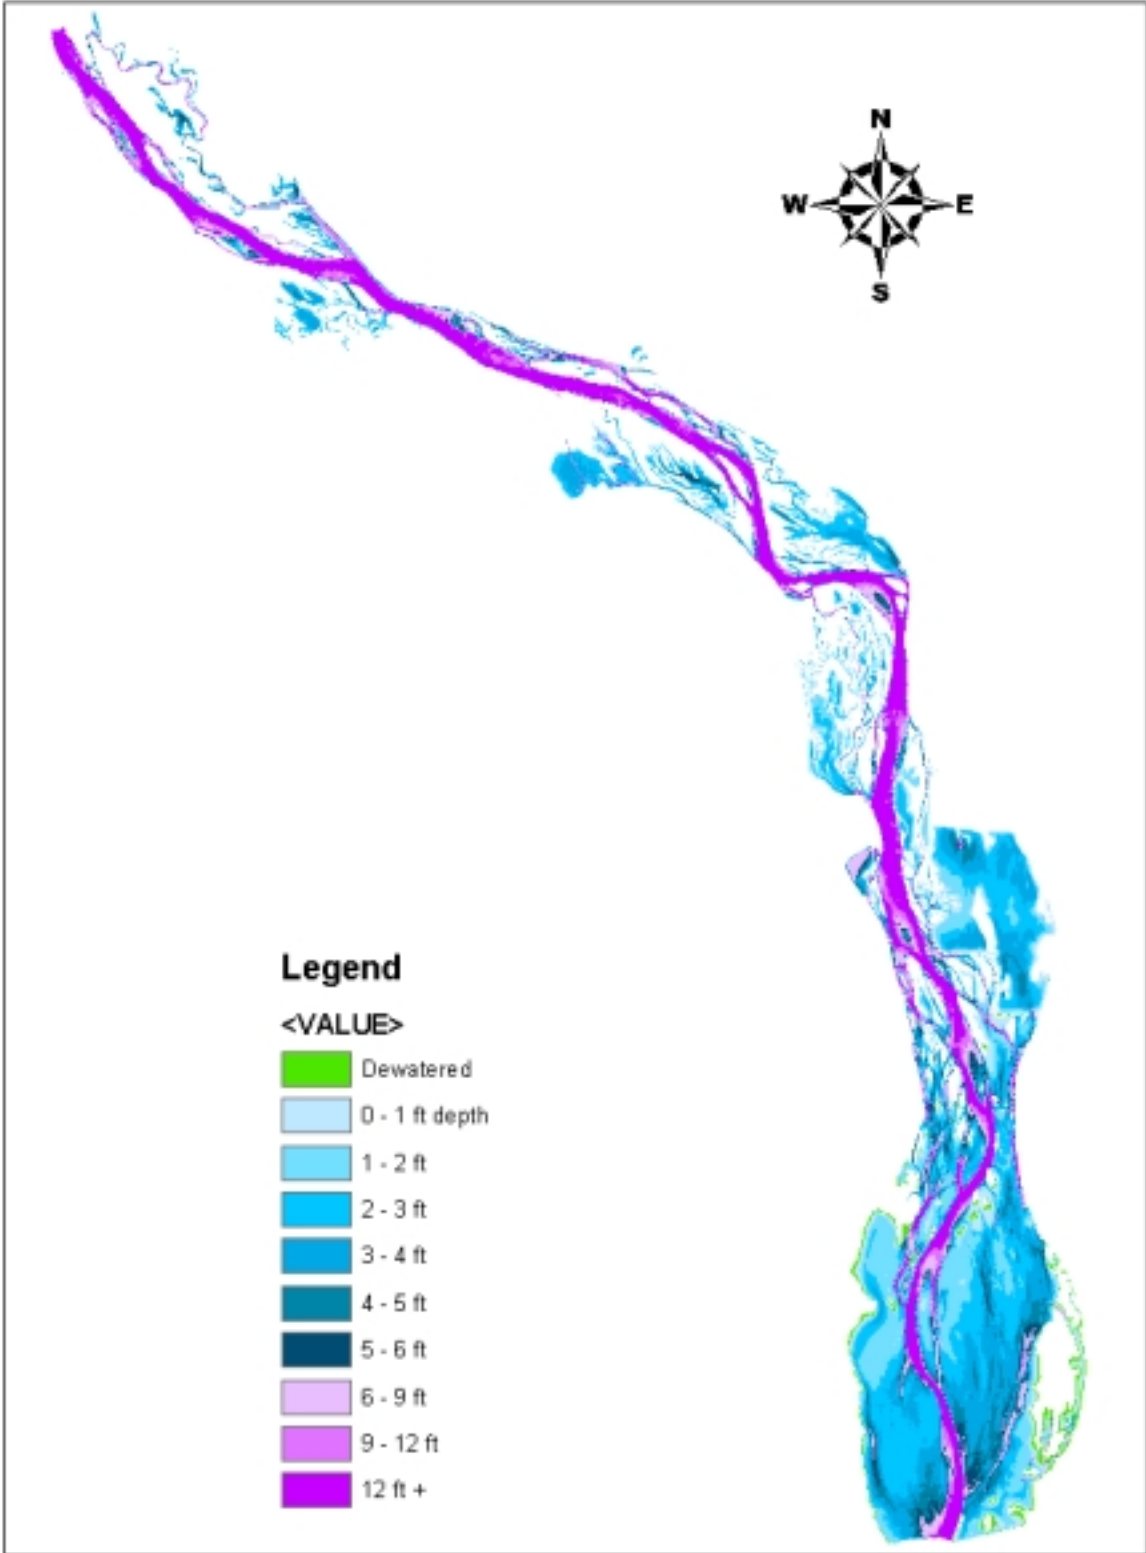 N
W E
S
Legend
<VALUE>
Dewatered
0 - 1 ft depth
1 - 2 ft
2 - 3 ft
3 - 4 ft
4 - 5 ft
5 - 6 ft
6 - 9 ft
9 - 12 ft
12 ft +